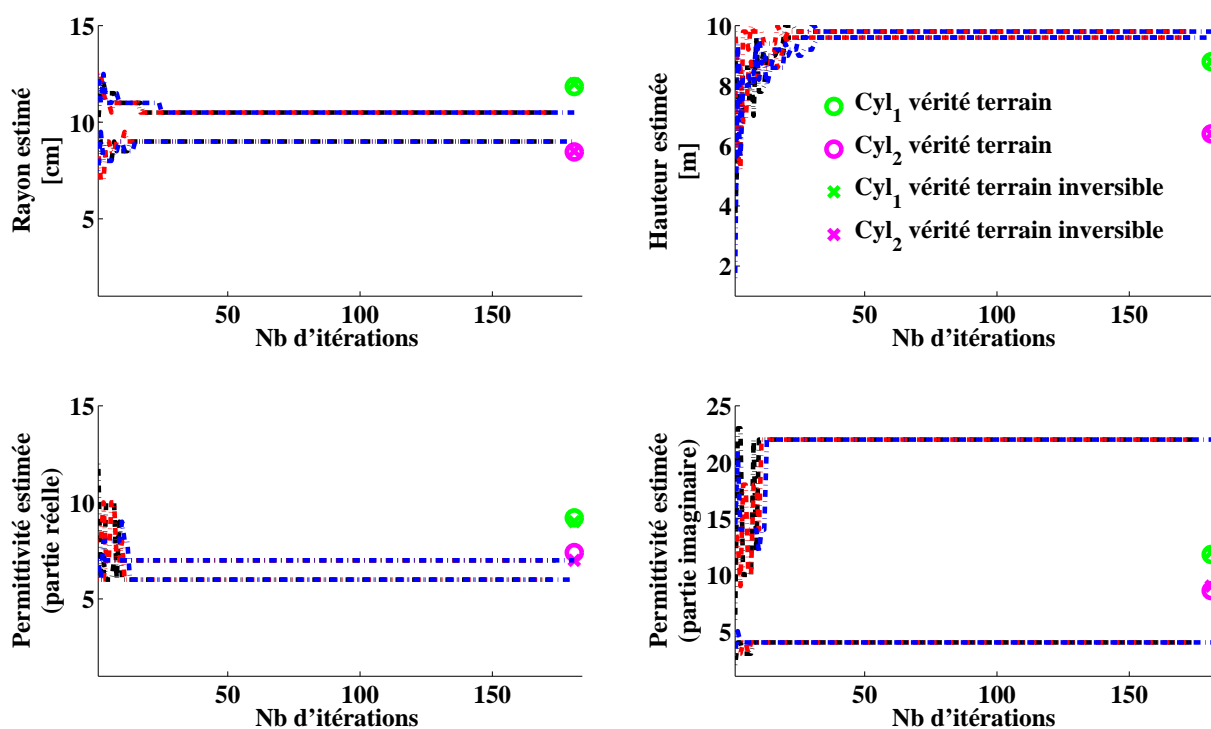 15
10
5
Rayon estimé
[cm]
50
100
150
Nb d'itérations
10
8
6
4
2
Hauteur estimée
[m]
Cyl1 vérité terrain
Cyl2 vérité terrain
Cyl1 vérité terrain inversible
Cyl2 vérité terrain inversible
50
100
150
Nb d'itérations
15
10
5
Permittivité estimée
(partie réelle)
50
100
150
Nb d'itérations
25
20
15
10
5
Permittivité estimée
(partie imaginaire)
50
100
150
Nb d'itérations